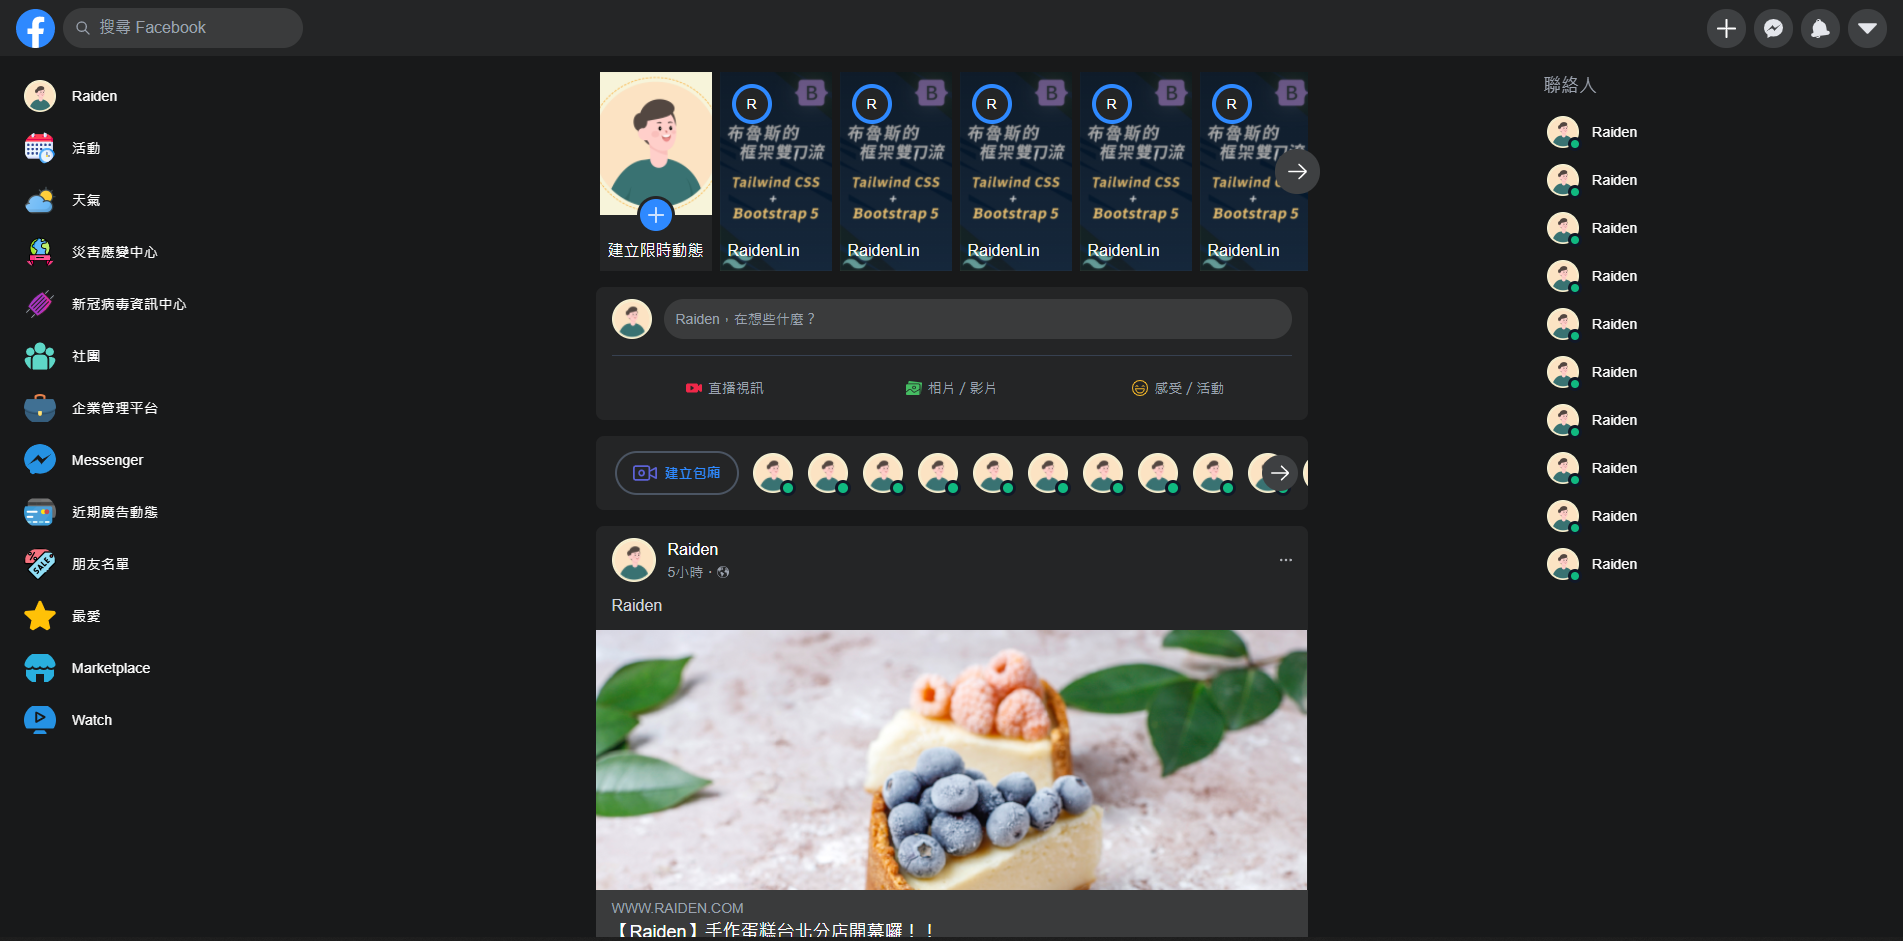 搜尋 Facebook
Raiden
活動
天氣
災害應變中心
新冠病毒資訊中心
社團
企業管理平台
Messenger
近期廣告動態
朋友名單
最愛
Marketplace
Watch
建立限時動態
R
B
布魯斯的
框架雙刀流
Tailwind CSS
+
Bootstrap 5
RaidenLin
R
B
布魯斯的
框架雙刀流
Tailwind CSS
+
Bootstrap 5
RaidenLin
R
B
布魯斯的
框架雙刀流
Tailwind CSS
+
Bootstrap 5
RaidenLin
R
B
布魯斯的
框架雙刀流
Tailwind CSS
+
Bootstrap 5
RaidenLin
R
B
布魯斯的
框架雙刀流
Tailwind
+
Bootstrap 5
RaidenLin
Raiden，在想些什麼？
直播視訊
相片 / 影片
感受 / 活動
建立包廂
Raiden
5小時・
Raiden
WWW.RAIDEN.COM
【Raiden】手作蛋糕台北分店開幕囉！！
聯絡人
Raiden
Raiden
Raiden
Raiden
Raiden
Raiden
Raiden
Raiden
Raiden
Raiden